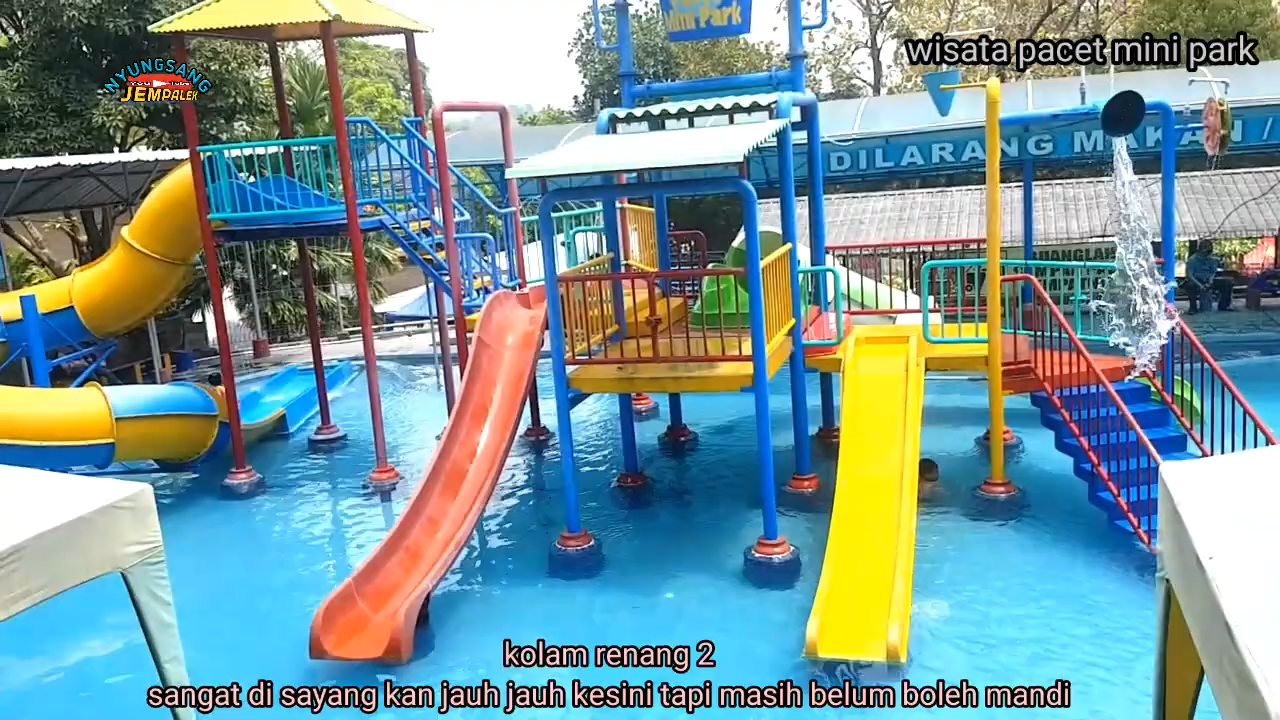 Mini Park
wisata pacet mini park
NYUNGSANG
JEMPALEK
DILARANG MAKAN /
kolam renang 2
sangat di sayang kan jauh jauh kesini tapi masih belum boleh mandi